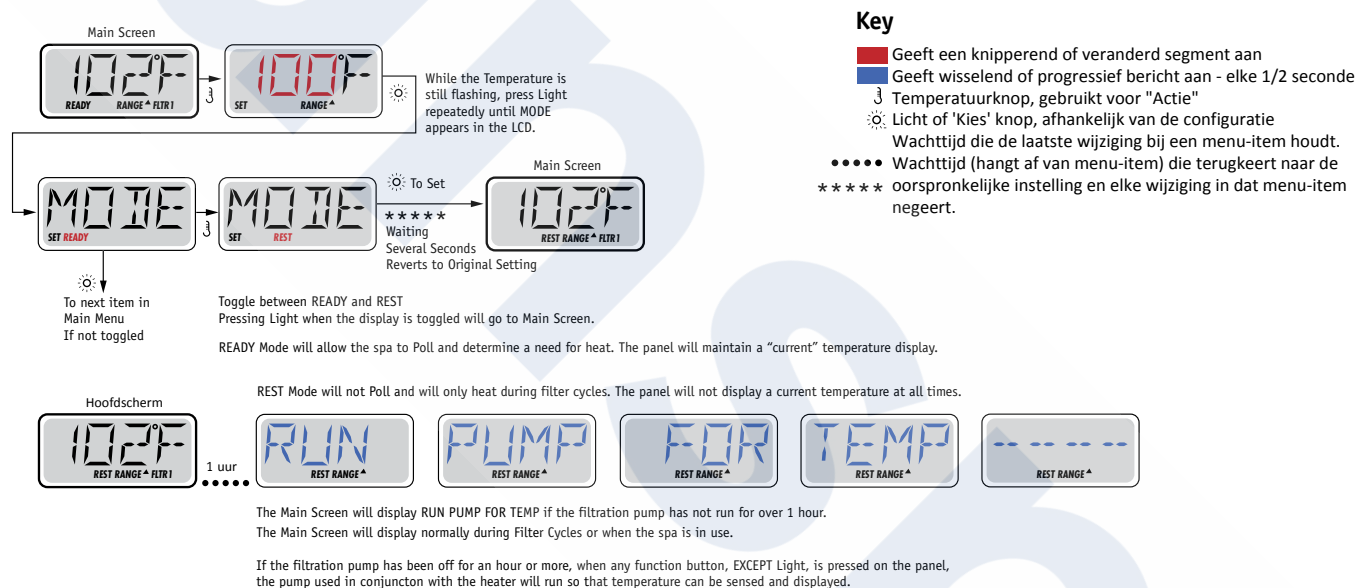 Main Screen
102°F
READY RANGE FLTR1
100°F
SET RANGE
While the Temperature is
still flashing, press Light
repeatedly until MODE
appears in the LCD.
Key
Geeft een knipperend of veranderd segment aan
Geeft wisselend of progressief bericht aan - elke 1/2 seconde
Temperatuurknop, gebruikt voor "Actie"
Licht of 'Kies' knop, afhankelijk van de configuratie
Wachttijd die de laatste wijziging bij een menu-item houdt.
••••• Wachttijd (hangt af van menu-item) die terugkeert naar de
***** oorspronkelijke instelling en elke wijziging in dat menu-item
negeert.
MODE
SET READY
MODE
SET REST
To Set
*****
Waiting
Several Seconds
Reverts to Original Setting
Main Screen
102°F
REST RANGE FLTR1
To next item in
Main Menu
If not toggled
Toggle between READY and REST
Pressing Light when the display is toggled will go to Main Screen.
READY Mode will allow the spa to Poll and determine a need for heat. The panel will maintain a “current” temperature display.
REST Mode will not Poll and will only heat during filter cycles. The panel will not display a current temperature at all times.
Hoofdscherm
102°F
REST RANGE FLTR1
1 uur
•••••
RUN
REST RANGE
PUMP
REST RANGE
FOR
REST RANGE
TEMP
REST RANGE
-- -- -- --
REST RANGE
The Main Screen will display RUN PUMP FOR TEMP if the filtration pump has not run for over 1 hour.
The Main Screen will display normally during Filter Cycles or when the spa is in use.
If the filtration pump has been off for an hour or more, when any function button, EXCEPT Light, is pressed on the panel,
the pump used in conjuncton with the heater will run so that temperature can be sensed and displayed.